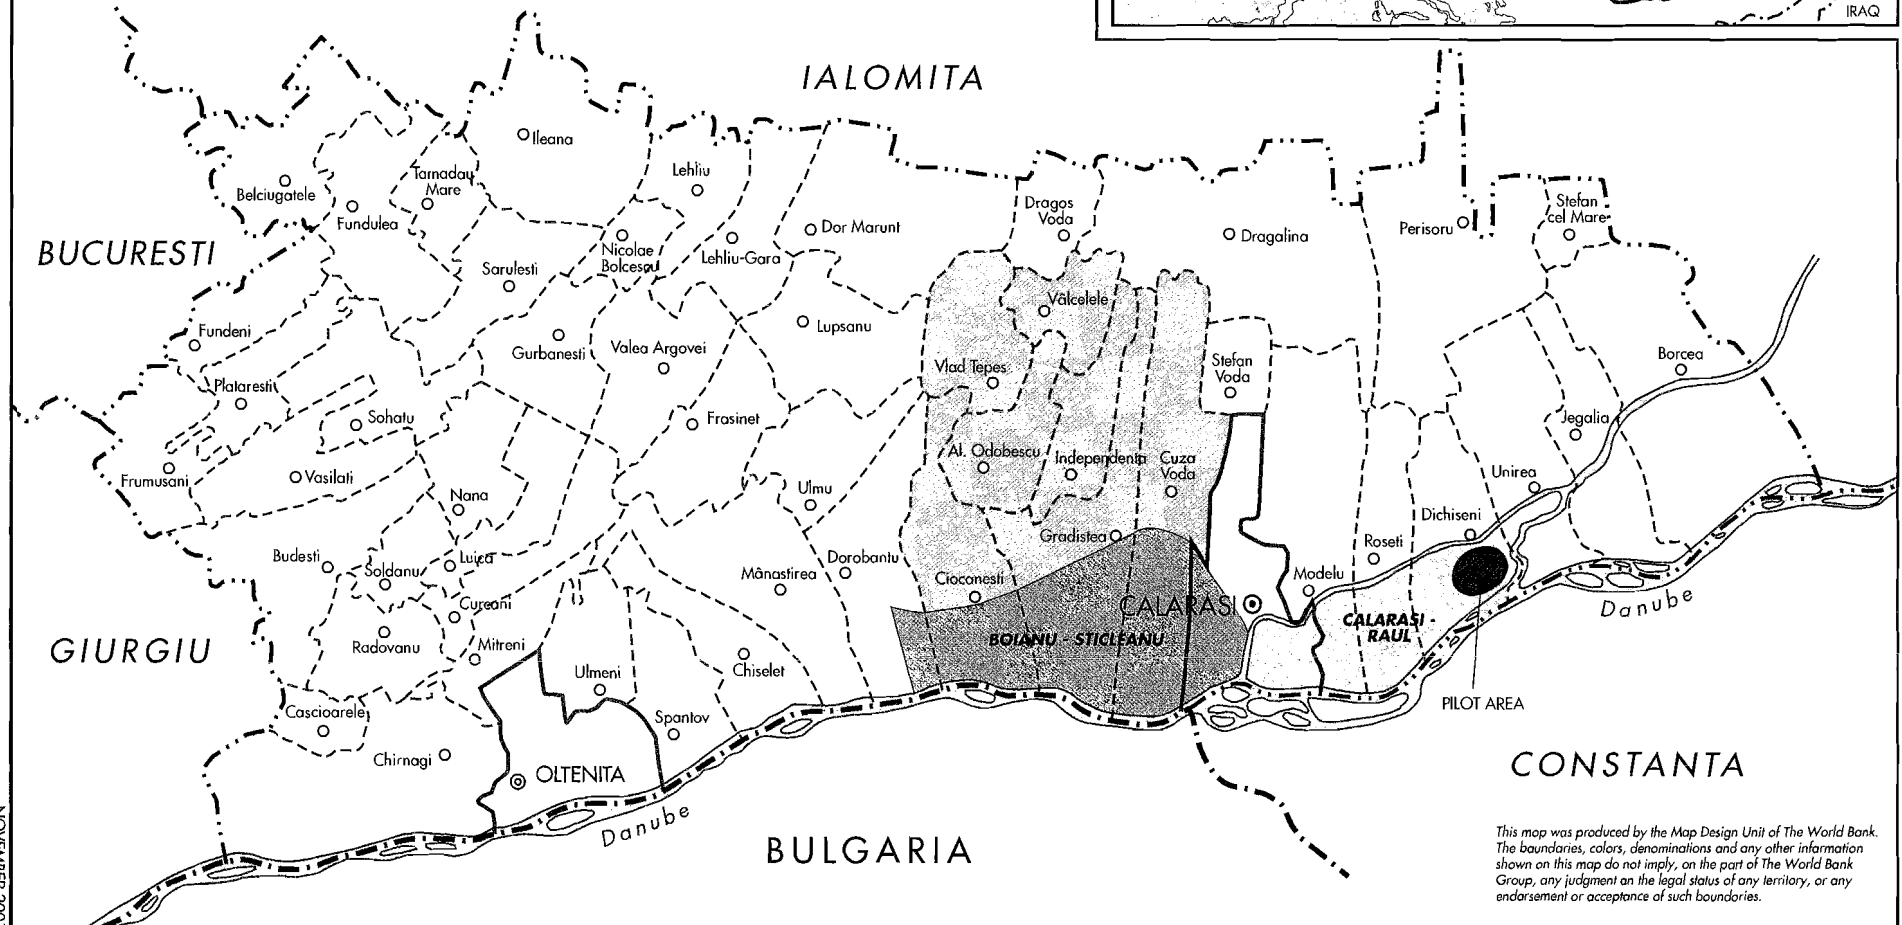 IRAQ
IALOMITA
Ileana
Belciugatele
Tarnadau
Mare
Lehliu
Fundulea
Dragos
Voda
Stefan
cel Mare
Dor Marunt
Perisoru
Dragalina
BUCURESTI
Nicolae
Bolcescu
Lehliu-Gara
Sarulesti
Vâlcelele
Fundeni
Lupsanu
Gurbanesti
Valea Argovei
Borcea
Stefan
Voda
Vlad Tepes
Plataresti
Sohatu
Frasinet
Jegalia
Al. Odobescu
Independenta
Cuza
Voda
Frumusani
Vasilati
Unirea
Nana
Ulmu
Dichiseni
Gradistea
Roseti
Budesti
Luica
Soldanu
Dorobantu
Mânastirea
Ciocanesti
Modelu
CALARASI
Danube
Curcani
CALARASI -
RAUL
BOIANU - STICLEANU
GIURGIU
Radovanu
Mitreni
Ulmeni
Chiselet
PILOT AREA
Cascioarele
Spantov
Chirnagi
OLTENITA
CONSTANTA
Danube
BULGARIA
This map was produced by the Map Design Unit of The World Bank.
The boundaries, colors, denominations and any other information
shown on this map do not imply, on the part of The World Bank
Group, any judgment on the legal status of any territory, or any
endorsement or acceptance of such boundaries.